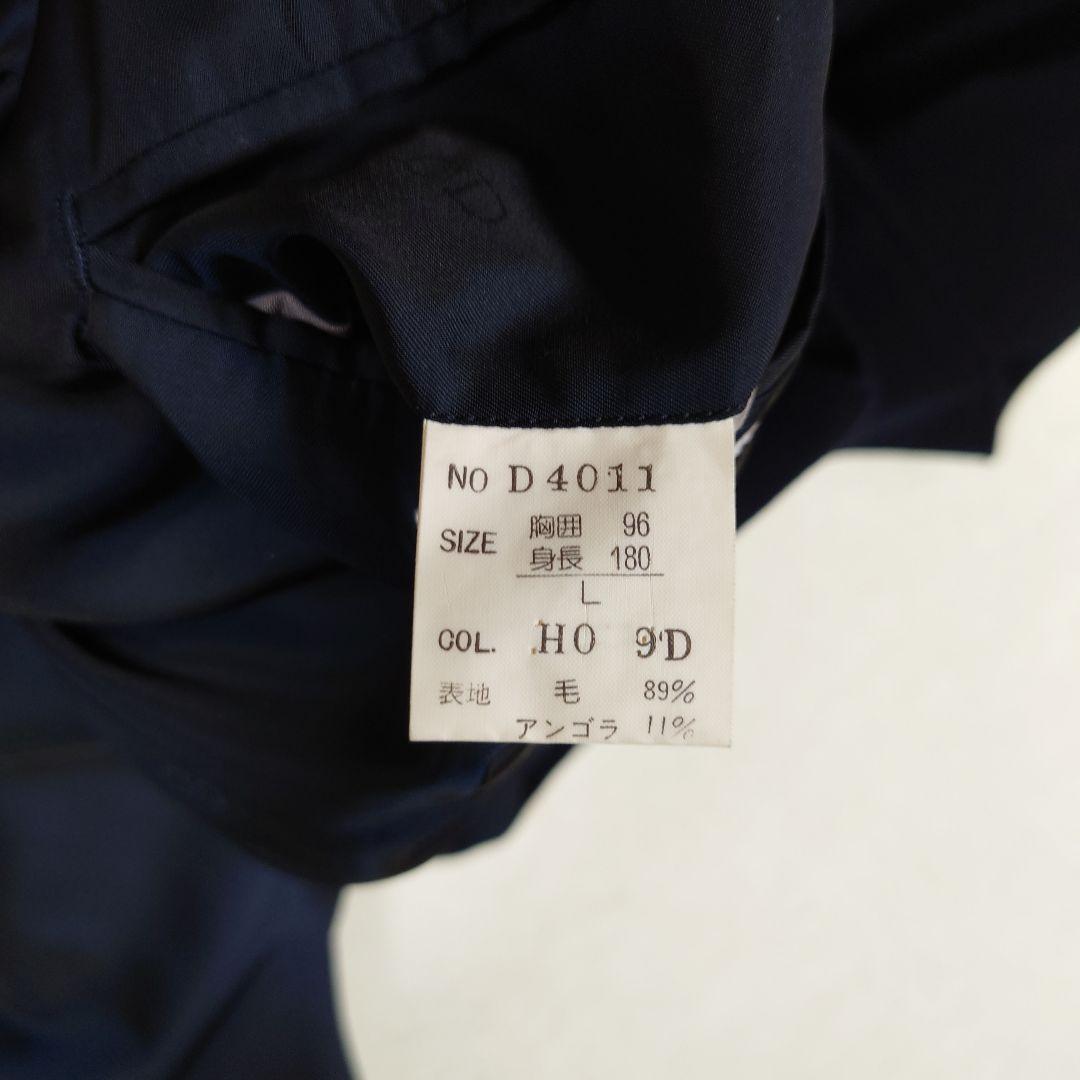 NO D4011
SIZE 胸囲 96
身長 180
L
COL. HO 9D
表地 毛 89%
アンゴラ 11%